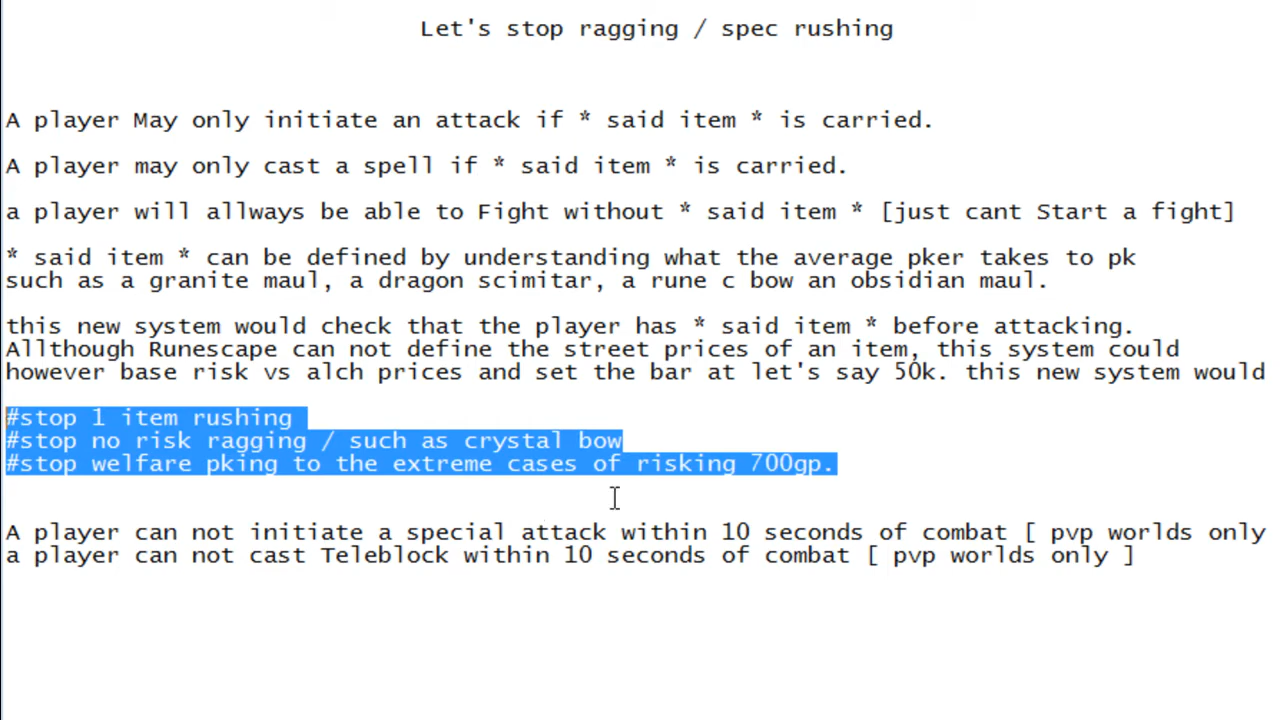 Let's stop ragging / spec rushing
A player May only initiate an attack if * said item * is carried.
A player may only cast a spell if * said item * is carried.
a player will allways be able to Fight without * said item * [just cant Start a fight]
* said item * can be defined by understanding what the average pker takes to pk
such as a granite maul, a dragon scimitar, a rune c bow an obsidian maul.
this new system would check that the player has * said item * before attacking.
Allthough Runescape can not define the street prices of an item, this system could
however base risk vs alch prices and set the bar at let's say 50k. this new system would
#stop 1 item rushing
#stop no risk ragging / such as crystal bow
#stop welfare pking to the extreme cases of risking 700gp.
A player can not initiate a special attack within 10 seconds of combat [ pvp worlds only
a player can not cast Teleblock within 10 seconds of combat [ pvp worlds only ]